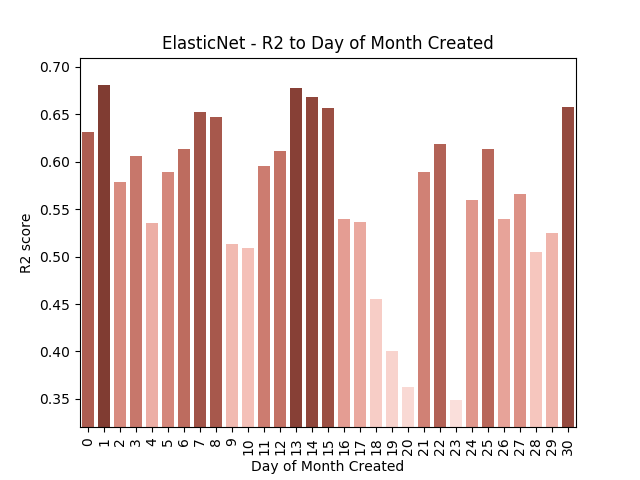 ElasticNet - R2 to Day of Month Created
0.70
0.65
0.60
0.55
0.50
0.45
0.40
0.35
R2 score
0 1 2 3 4 5 6 7 8 9 10 11 12 13 14 15 16 17 18 19 20 21 22 23 24 25 26 27 28 29 30
Day of Month Created